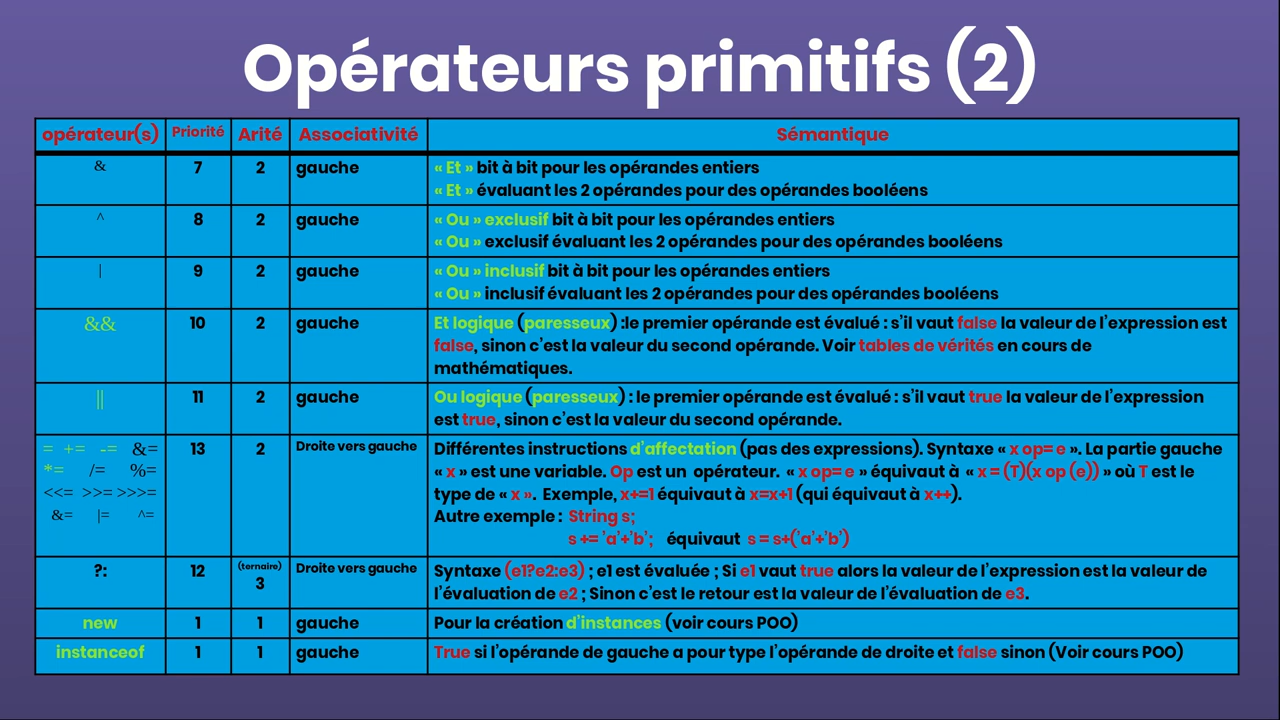 Opérateurs primitifs (2)
opérateur(s) Priorité Arité Associativité Sémantique
& 7 2 gauche « Et » bit à bit pour les opérandes entiers
« Et » évaluant les 2 opérandes pour des opérandes booléens
^ 8 2 gauche « Ou » exclusif bit à bit pour les opérandes entiers
« Ou » exclusif évaluant les 2 opérandes pour des opérandes booléens
| 9 2 gauche « Ou » inclusif bit à bit pour les opérandes entiers
« Ou » inclusif évaluant les 2 opérandes pour des opérandes booléens
&& 10 2 gauche Et logique (paresseux) :le premier opérande est évalué : s'il vaut false la valeur de l'expression est
false, sinon c'est la valeur du second opérande. Voir tables de vérités en cours de
mathématiques.
|| 11 2 gauche Ou logique (paresseux) : le premier opérande est évalué : s'il vaut true la valeur de l'expression
est true, sinon c'est la valeur du second opérande.
= += -= &= 13 2 Droite vers gauche Différentes instructions d'affectation (pas des expressions). Syntaxe « x op= e ». La partie gauche
*= /= %= « x » est une variable. Op est un opérateur. « x op= e » équivaut à « x = (T)(x op (e)) » où T est le
<<= >>= >>>= type de « x ». Exemple, x+=1 équivaut à x=x+1 (qui équivaut à x++).
&= |= ^= Autre exemple : String s;
s += 'a'+'b'; équivaut s = s+('a'+'b')
?: 12 (ternaire) Droite vers gauche Syntaxe (e1?e2:e3) ; e1 est évaluée ; Si e1 vaut true alors la valeur de l'expression est la valeur de
3 l'évaluation de e2 ; Sinon c'est le retour est la valeur de l'évaluation de e3.
new 1 1 gauche Pour la création d'instances (voir cours POO)
instanceof 1 1 gauche True si l'opérande de gauche a pour type l'opérande de droite et false sinon (Voir cours POO)